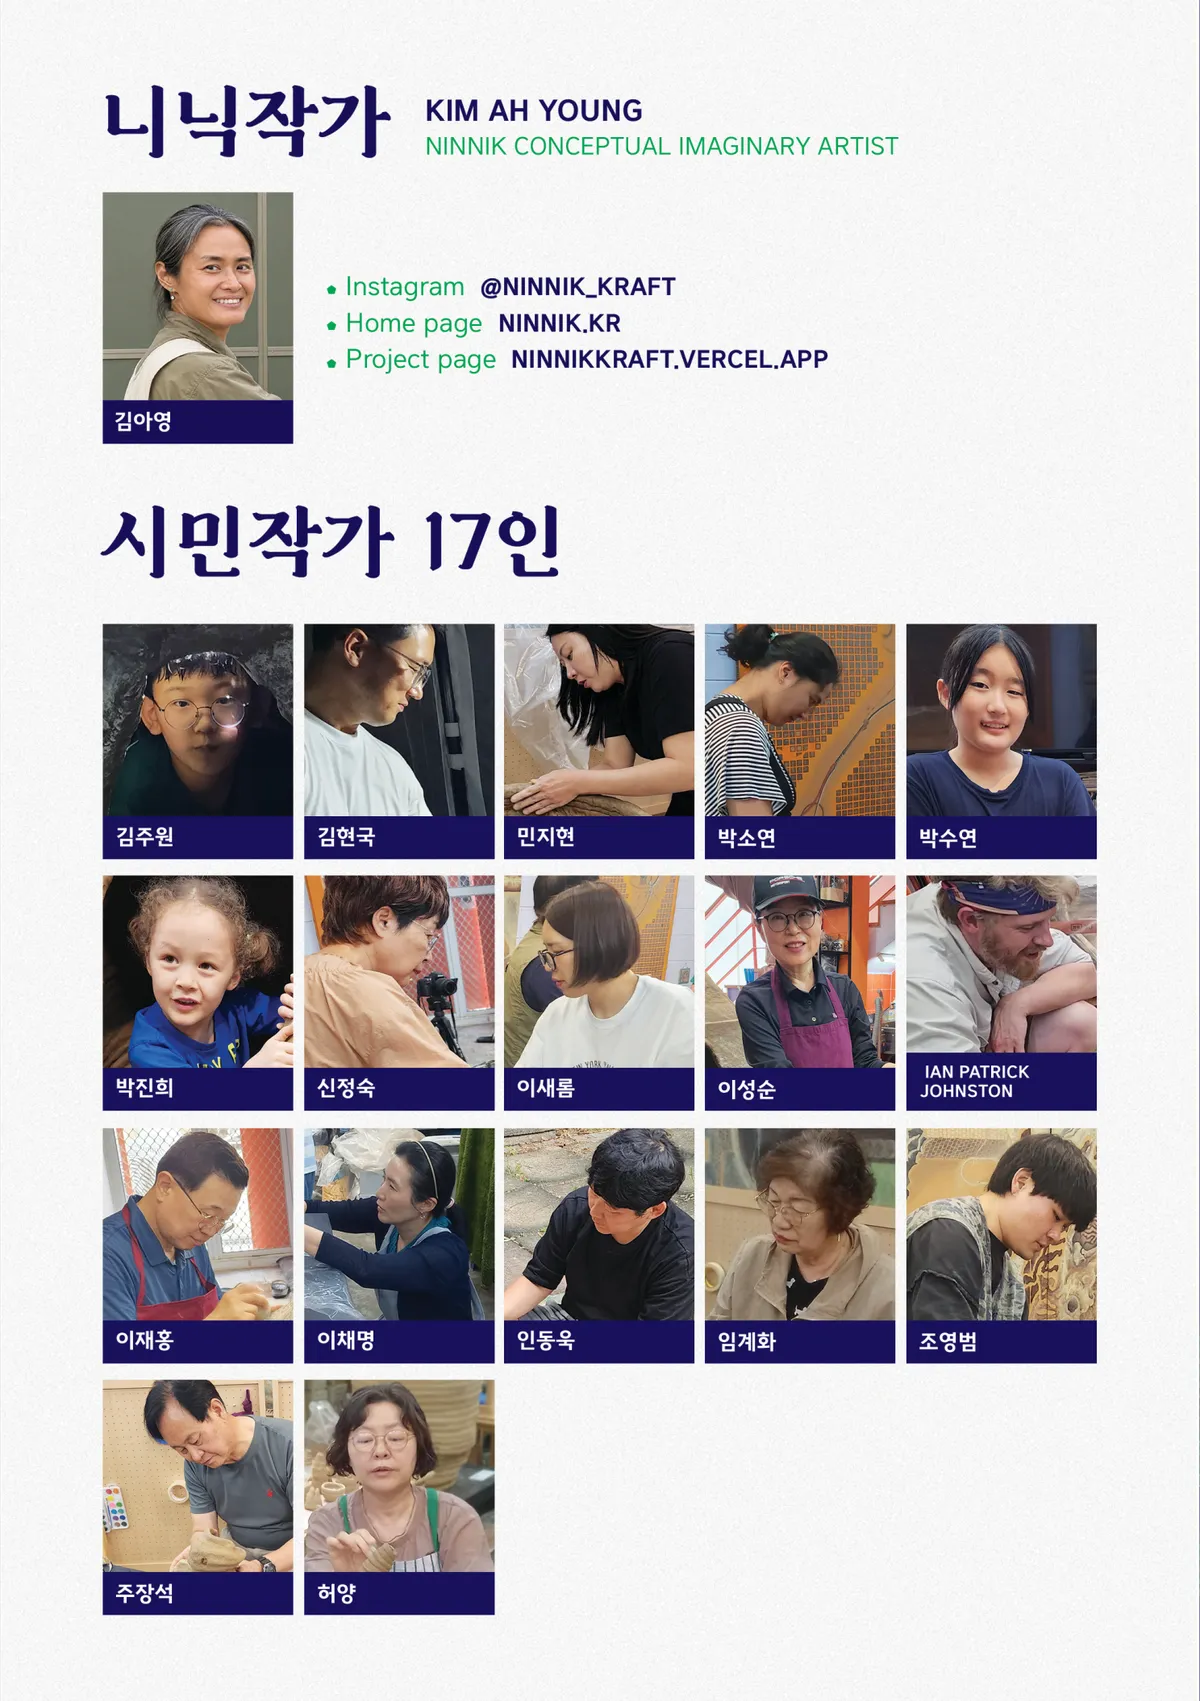 니닉작가
KIM AH YOUNG
NINNIK CONCEPTUAL IMAGINARY ARTIST
Instagram @NINNIK_KRAFT
Home page NINNIK.KR
Project page NINNIKKRAFT.VERCEL.APP
김아영
시민작가 17인
김주원
김현국
민지현
박소연
박수연
박진희
신정숙
이새롬
이성순
IAN PATRICK
JOHNSTON
이재홍
이채명
인동욱
임계화
조영범
주장석
허양